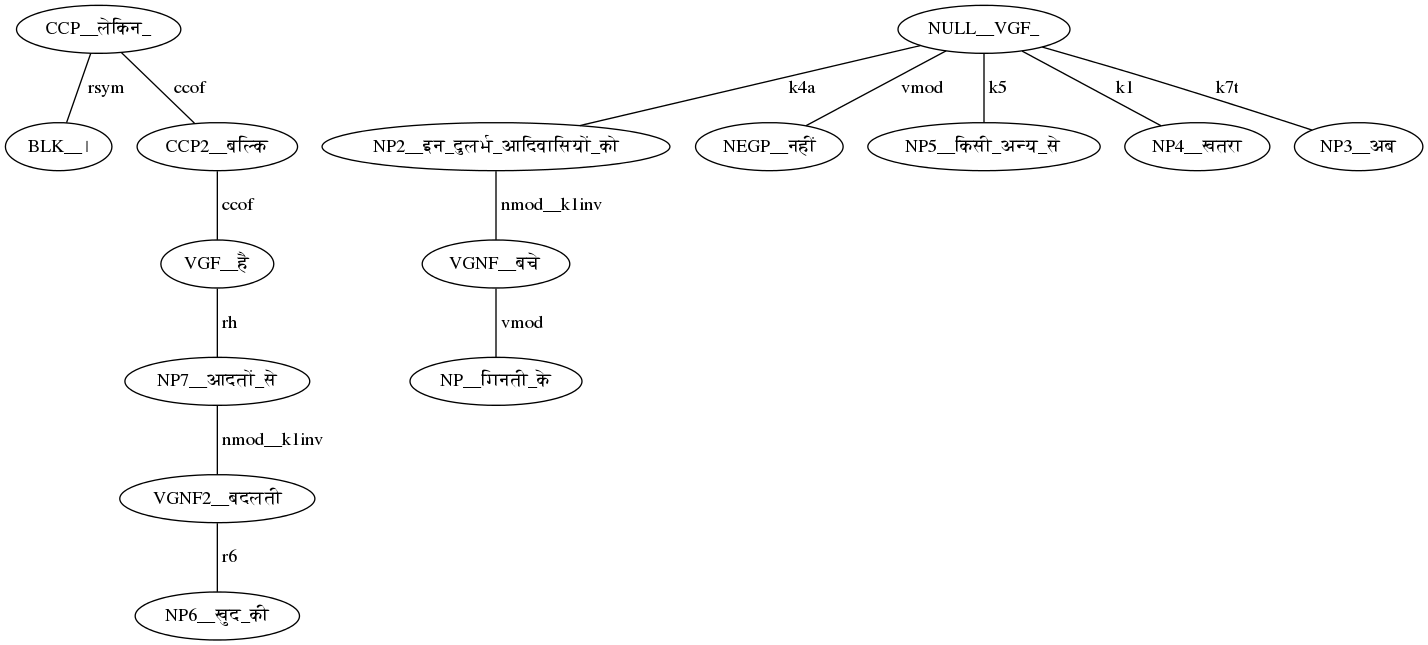 CCP__लेकिन_ NULL__VGF_
rsym ccof k4a vmod k5 k1 k7t
BLK__। CCP2__बल्कि NP2__इन_दुलर्भ_आदिवासियों_को NEGP__नहीं NP5__किसी_अन्य_से NP4__खतरा NP3__अब
ccof nmod__k1inv
VGF__है VGNF__बचे
rh vmod
NP7__आदतों_से NP__गिनती_के
nmod__k1inv
VGNF2__बदलती
r6
NP6__खुद_की